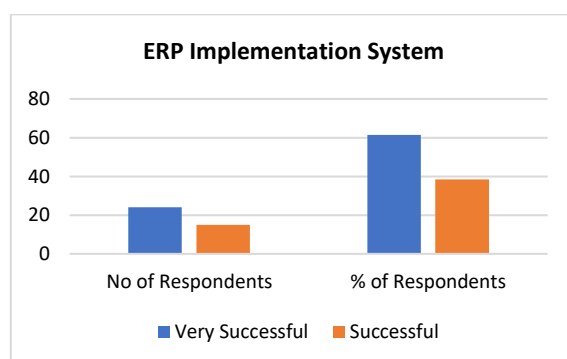 ERP Implementation System
80
60
40
20
0
No of Respondents % of Respondents
Very Successful Successful